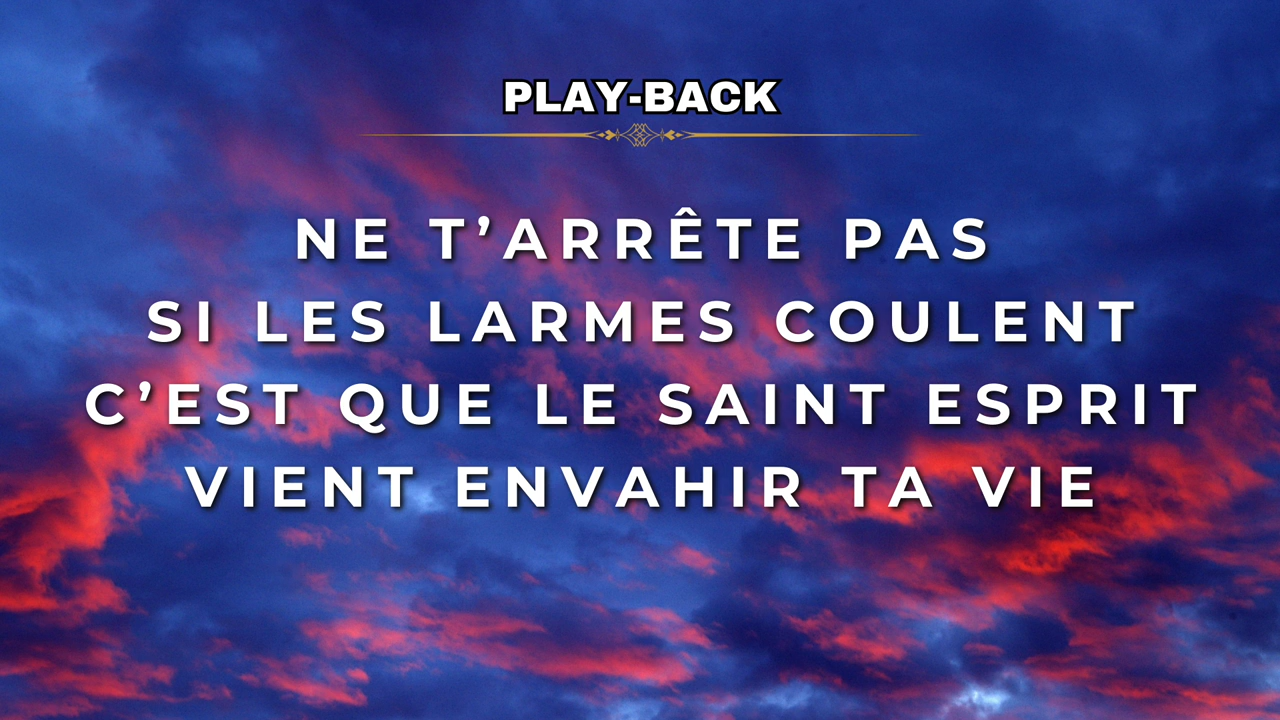 PLAY-BACK
NE T’ARRÊTE PAS
SI LES LARMES COULENT
C’EST QUE LE SAINT ESPRIT
VIENT ENVAHIR TA VIE